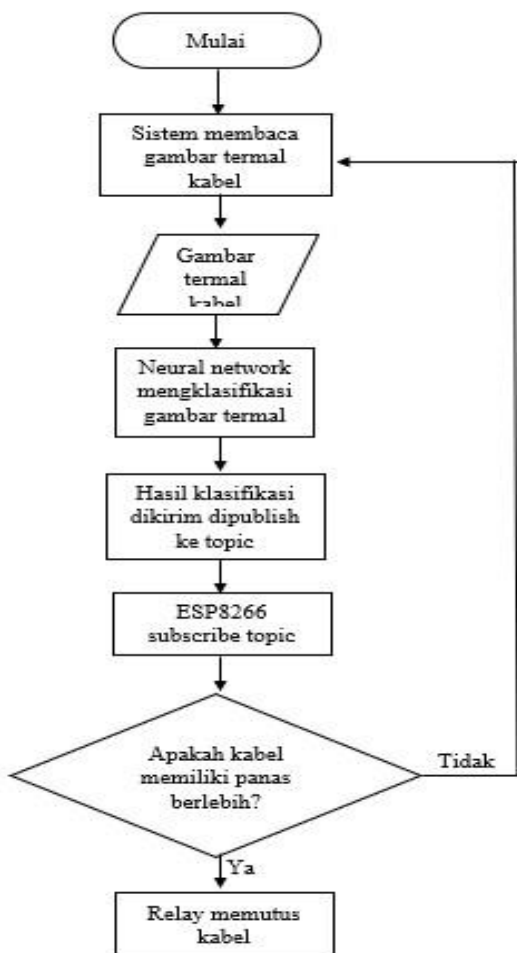 Mulai
Sistem membaca
gambar termal
kabel
Gambar
termal
kabel
Neural network
mengklasifikasi
gambar termal
Hasil klasifikasi
dikirim dipublish
ke topic
ESP8266
subscribe topic
Apakah kabel
memiliki panas
berlebih?
Tidak
Ya
Relay memutus
kabel